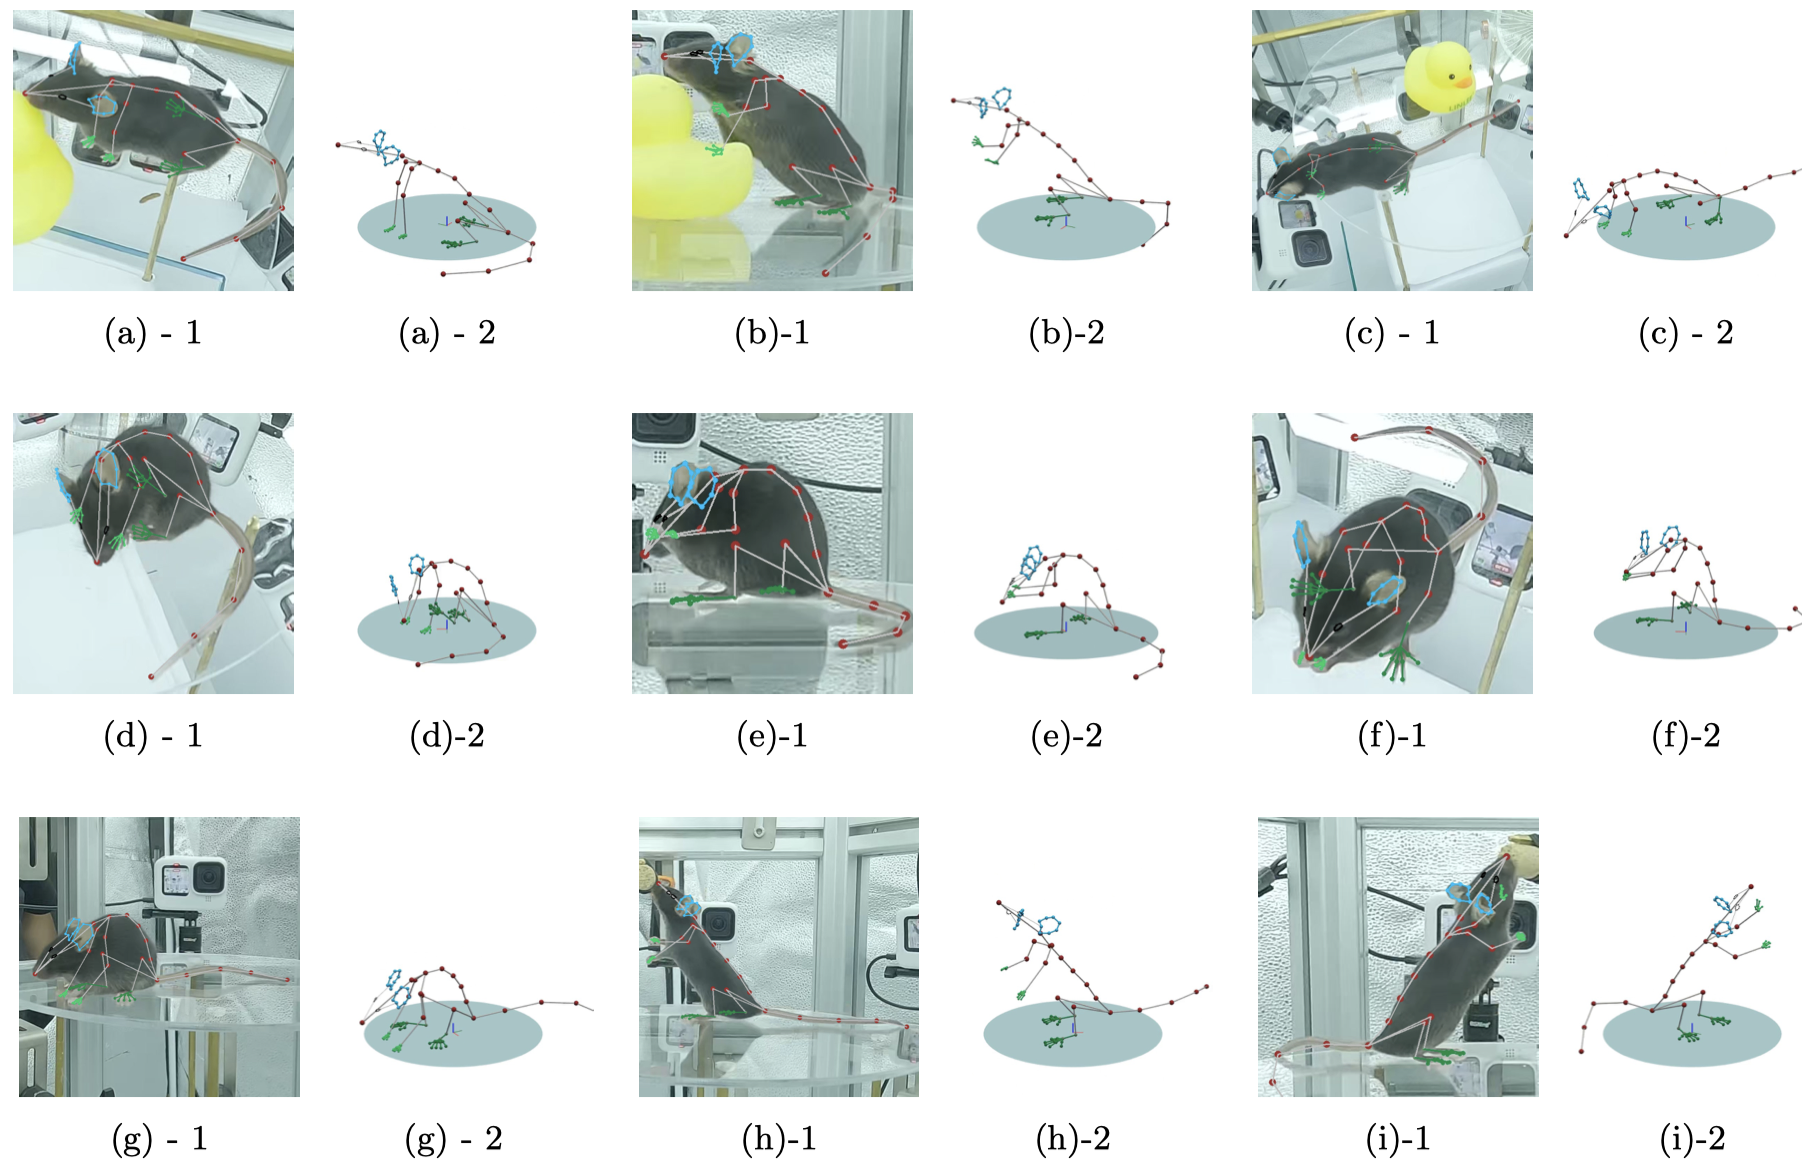 (a) - 1 (a) - 2 (b)-1 (b)-2 (c) - 1 (c) - 2
(d) - 1 (d)-2 (e)-1 (e)-2 (f)-1 (f)-2
(g) - 1 (g) - 2 (h)-1 (h)-2 (i)-1 (i)-2